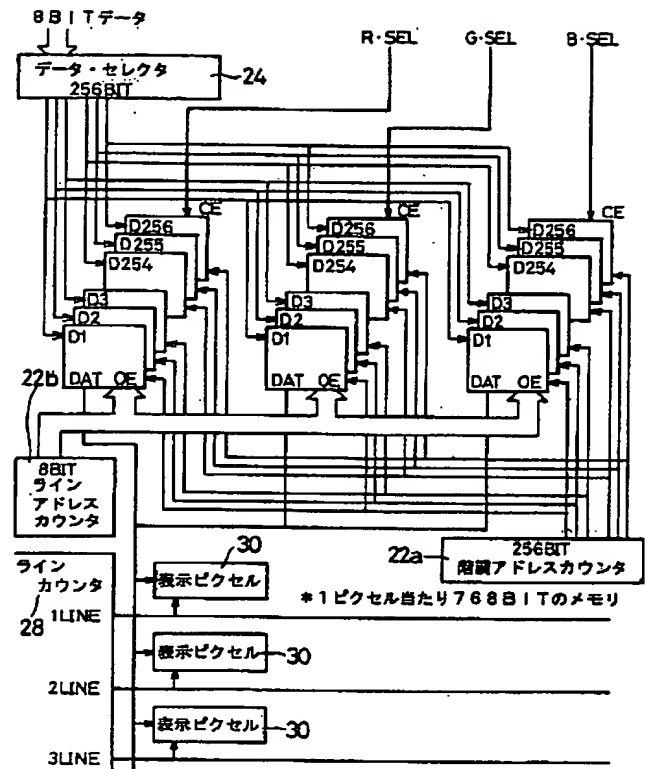 8BITデータ
R・SEL G・SEL B・SEL
データ・セレクタ
256BIT
24
CE CE CE
D256 D256 D256
D255 D255 D255
D254 D254 D254
D3 D3 D3
D2 D2 D2
D1 D1 D1
DAT OE DAT OE DAT OE
22b
8BIT
ライン
アドレス
カウンタ
22a
256BIT
階調アドレスカウンタ
*1ピクセル当たり768BITのメモリ
ライン
カウンタ
28
30
表示ピクセル
1LINE
表示ピクセル 30
2LINE
表示ピクセル 30
3LINE